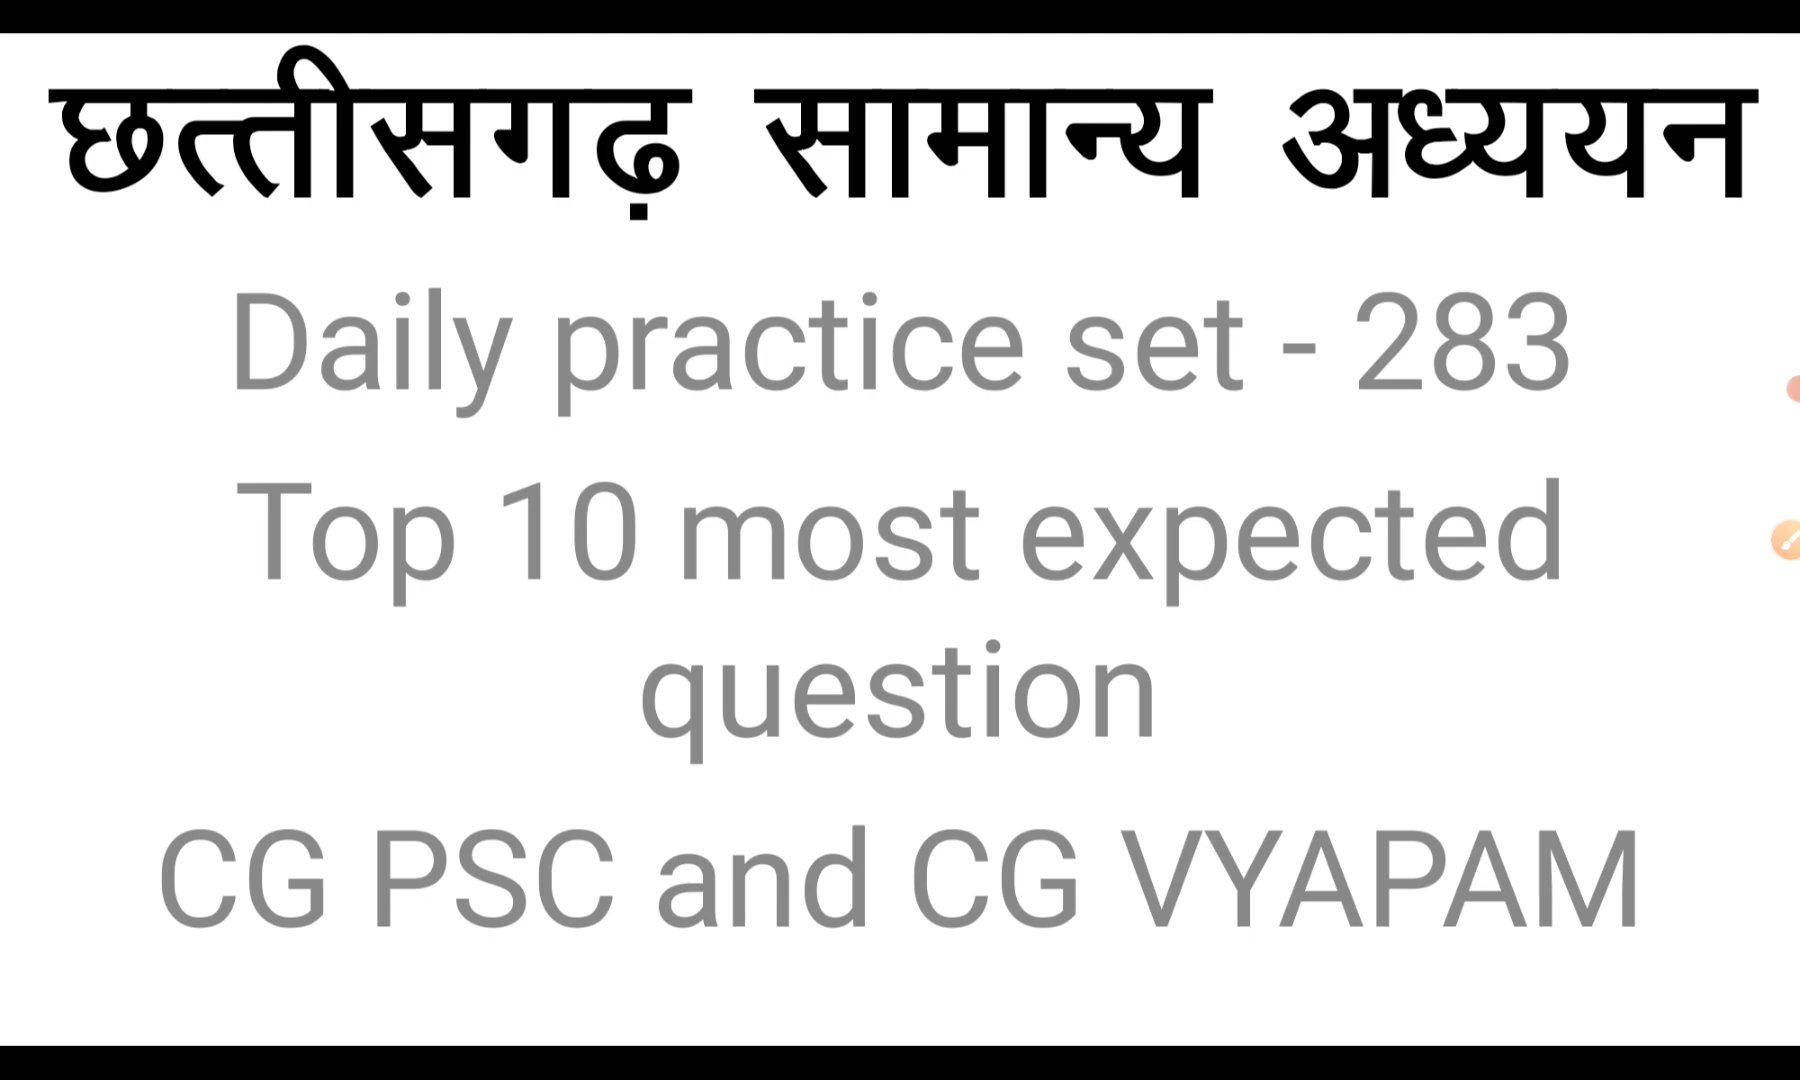 छत्तीसगढ़ सामान्य अध्ययन
Daily practice set - 283
Top 10 most expected
question
CG PSC and CG VYAPAM